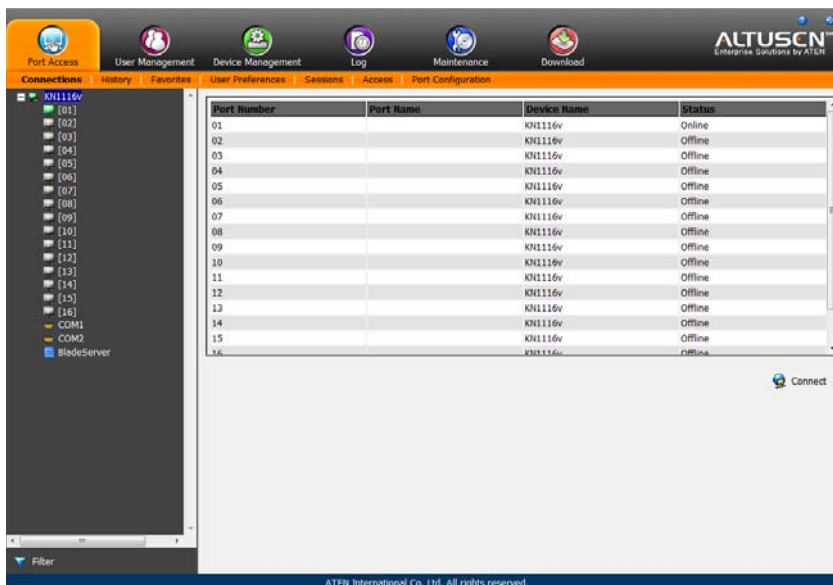 Port Access User Management Device Management Log Maintenance Download
ALTUSEN™
Enterprise Solutions by ATEN
Connections History Favorites User Preferences Sessions Access Port Configuration
KN1116v
[01]
[02]
[03]
[04]
[05]
[06]
[07]
[08]
[09]
[10]
[11]
[12]
[13]
[14]
[15]
[16]
COM1
COM2
BladeServer
Port Number Port Name Device Name Status
01 KN1116v Online
02 KN1116v Offline
03 KN1116v Offline
04 KN1116v Offline
05 KN1116v Offline
06 KN1116v Offline
07 KN1116v Offline
08 KN1116v Offline
09 KN1116v Offline
10 KN1116v Offline
11 KN1116v Offline
12 KN1116v Offline
13 KN1116v Offline
14 KN1116v Offline
15 KN1116v Offline
16 KN1116v Offline
Connect
Filter
ATEN International Co. Ltd. All rights reserved.